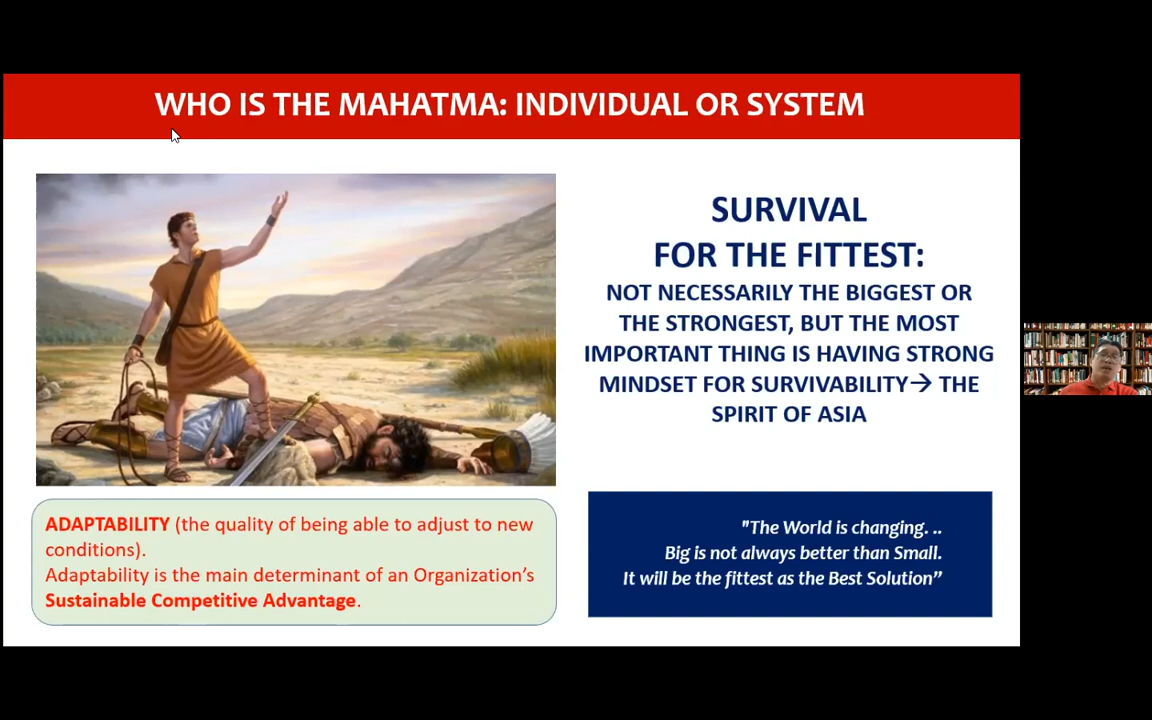 WHO IS THE MAHATMA: INDIVIDUAL OR SYSTEM
SURVIVAL
FOR THE FITTEST:
NOT NECESSARILY THE BIGGEST OR
THE STRONGEST, BUT THE MOST
IMPORTANT THING IS HAVING STRONG
MINDSET FOR SURVIVABILITY→ THE
SPIRIT OF ASIA
ADAPTABILITY (the quality of being able to adjust to new
conditions).
Adaptability is the main determinant of an Organization's
Sustainable Competitive Advantage.
"The World is changing. ..
Big is not always better than Small.
It will be the fittest as the Best Solution”